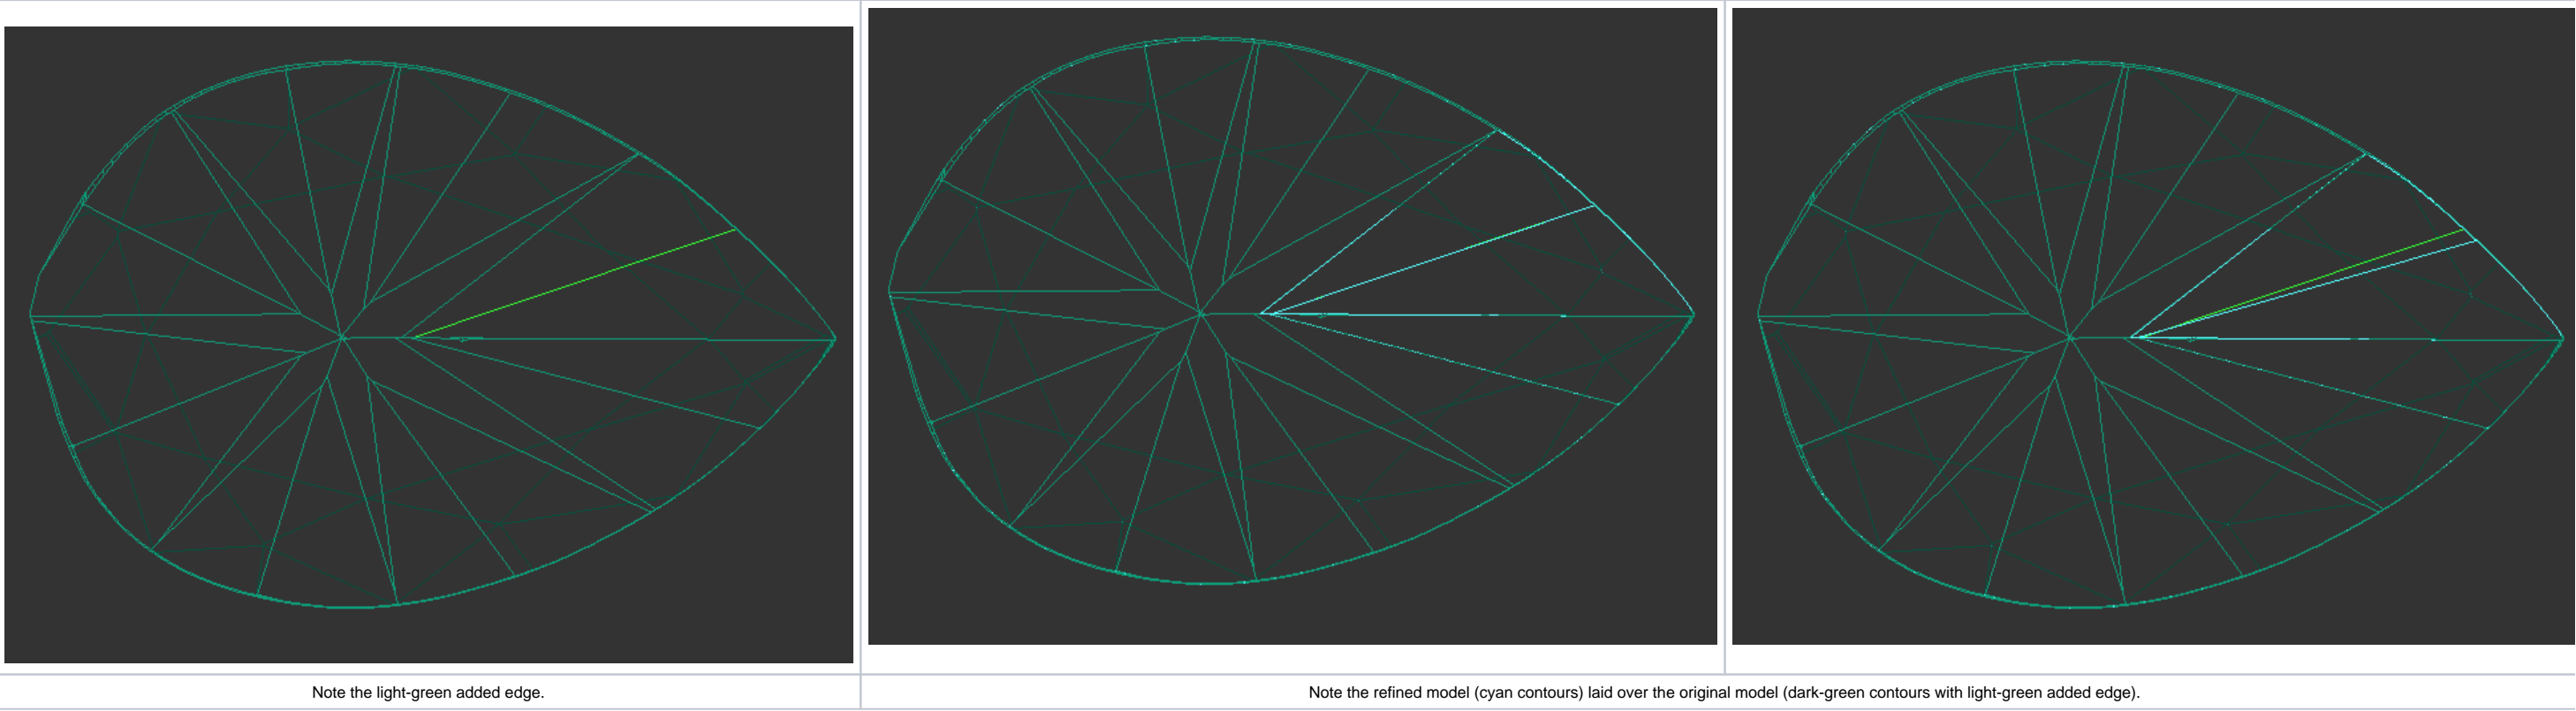 Note the light-green added edge.
Note the refined model (cyan contours) laid over the original model (dark-green contours with light-green added edge).